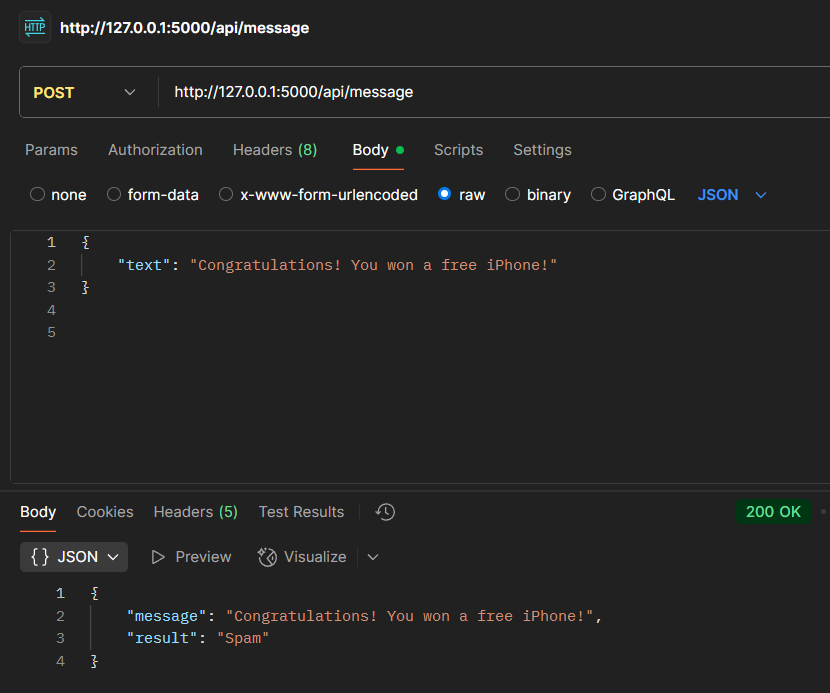 HTTP http://127.0.0.1:5000/api/message
POST http://127.0.0.1:5000/api/message
Params Authorization Headers (8) Body Scripts Settings
none form-data x-www-form-urlencoded raw binary GraphQL JSON
1 {
2 "text": "Congratulations! You won a free iPhone!"
3 }
4
5
Body Cookies Headers (5) Test Results 200 OK
{} JSON Preview Visualize
1 {
2 "message": "Congratulations! You won a free iPhone!",
3 "result": "Spam"
4 }